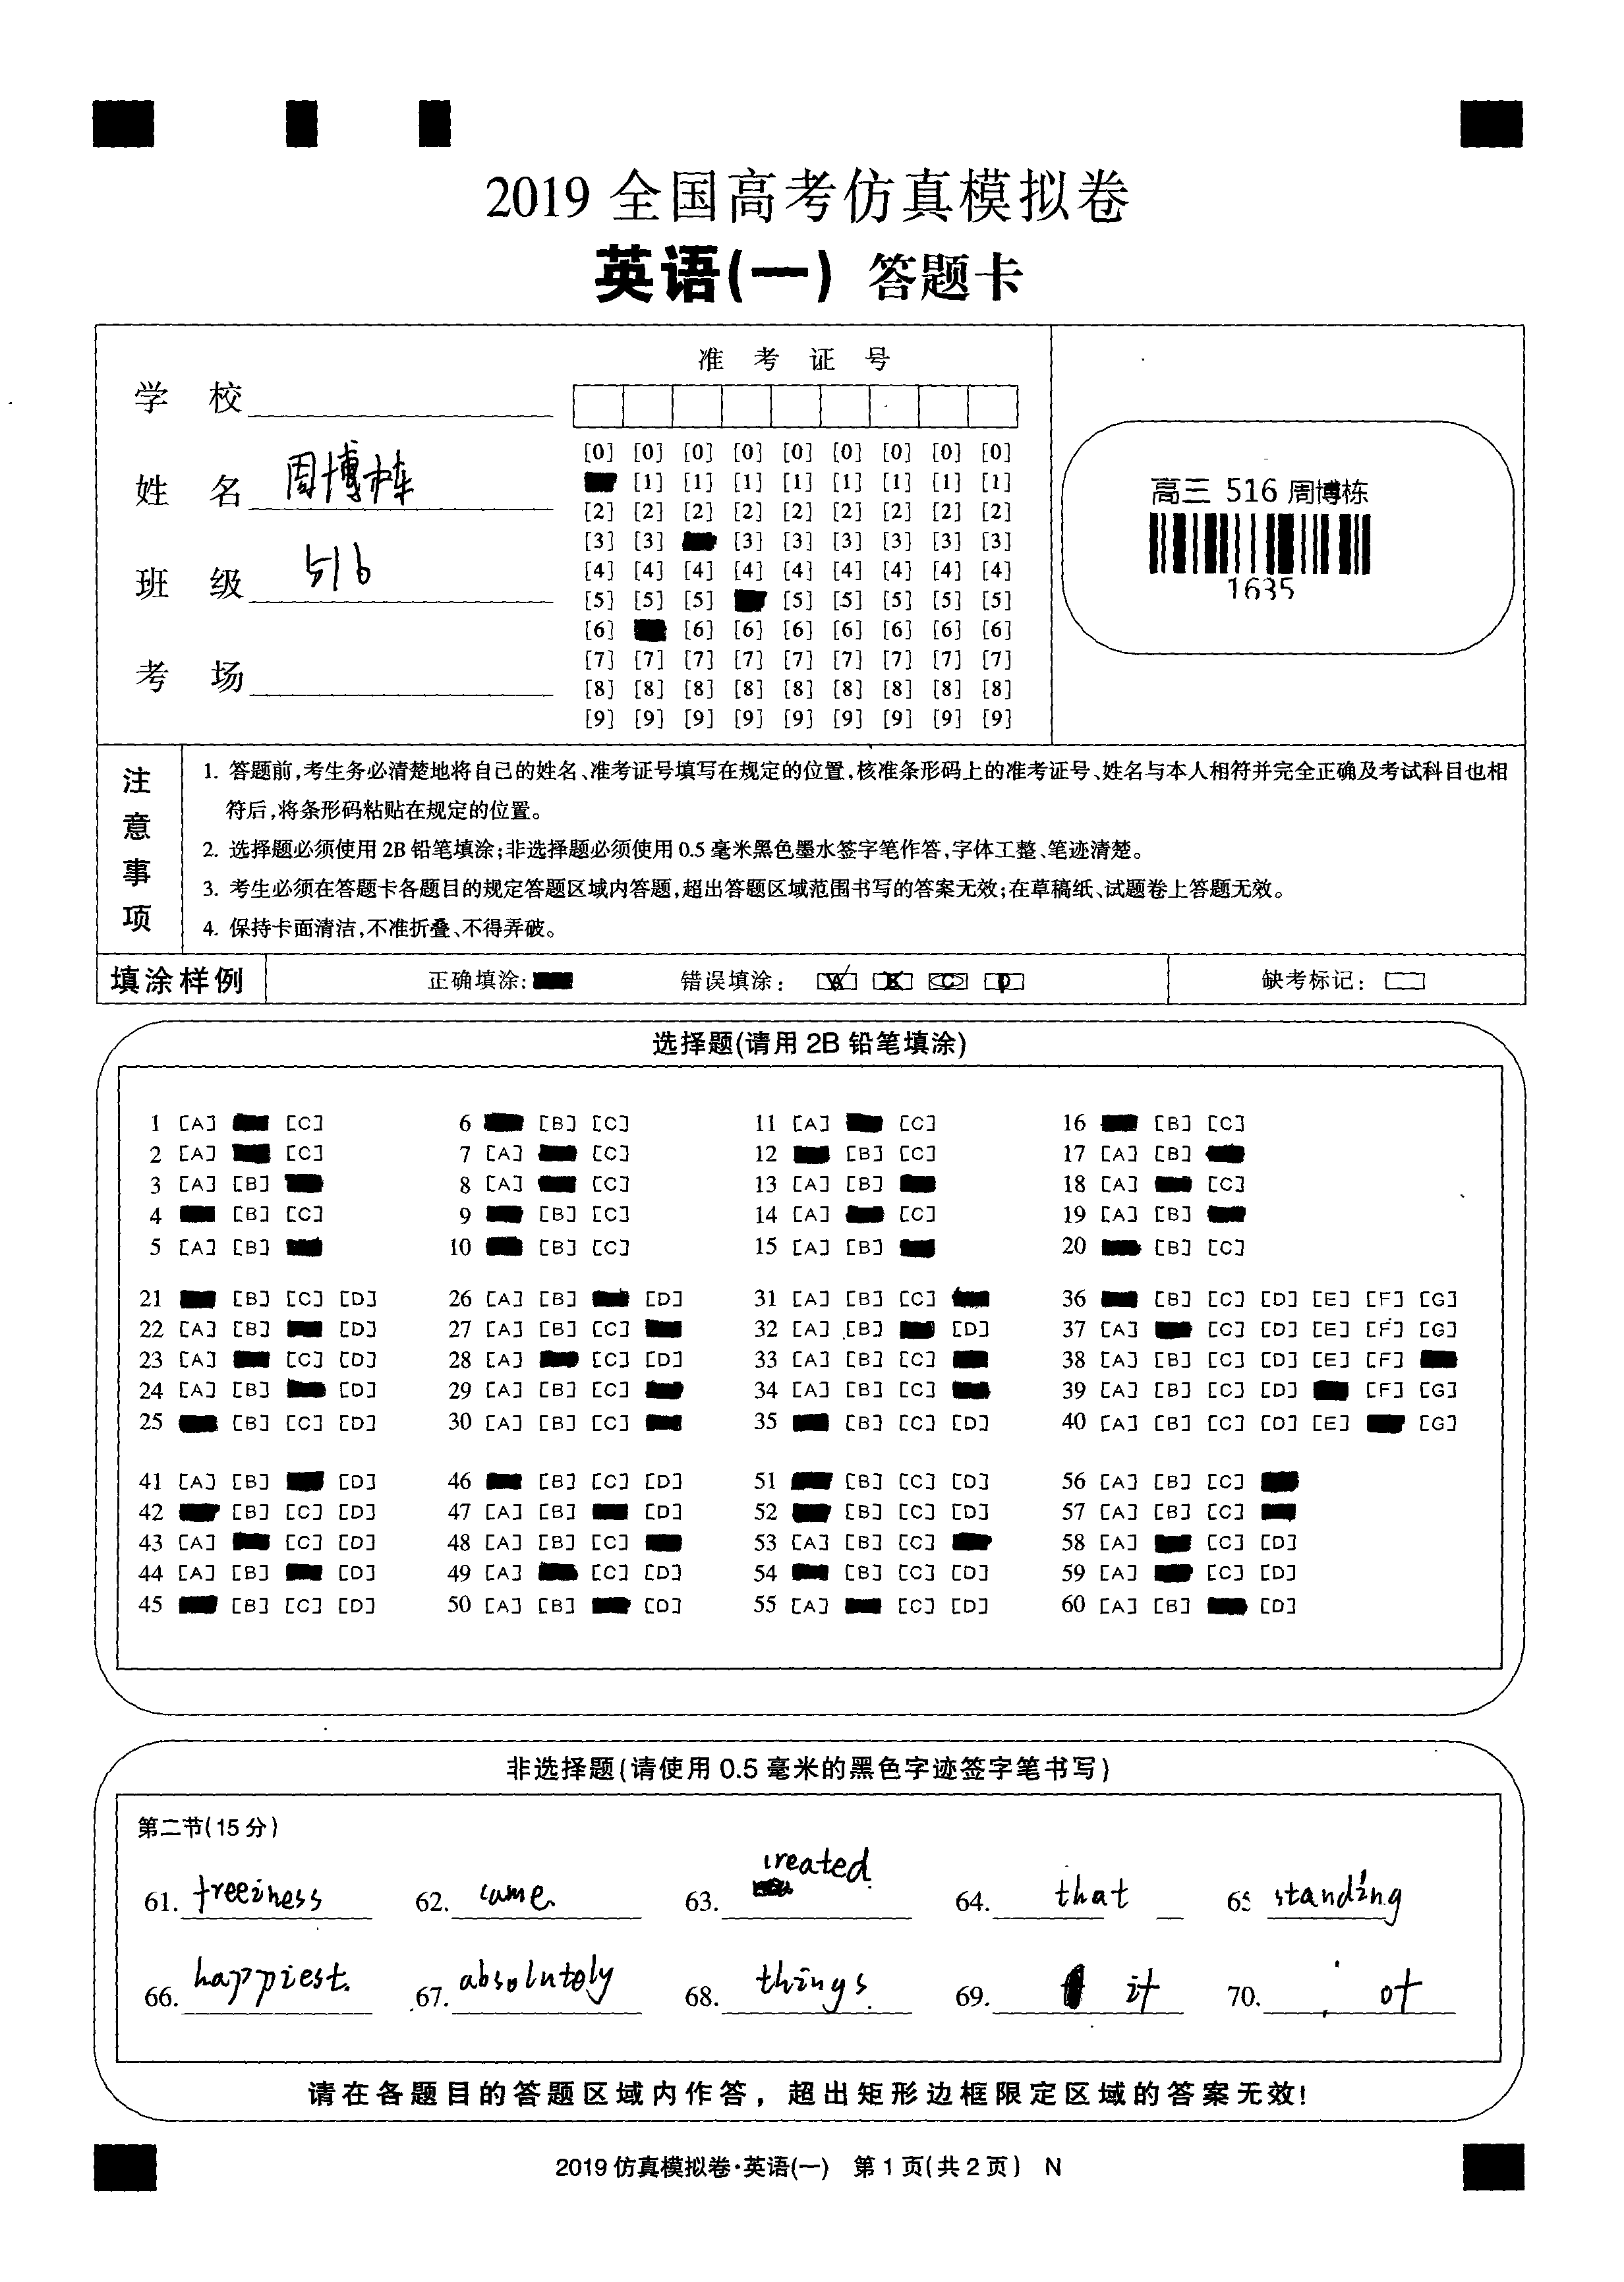 2019 全国高考仿真模拟卷
英语(一) 答题卡
准 考 证 号
学 校
姓 名 周博栋
班 级 516
考 场
[0] [0] [0] [0] [0] [0] [0] [0] [0]
[1] [1] [1] [1] [1] [1] [1] [1]
[2] [2] [2] [2] [2] [2] [2] [2] [2]
[3] [3] [3] [3] [3] [3] [3] [3]
[4] [4] [4] [4] [4] [4] [4] [4] [4]
[5] [5] [5] [5] [5] [5] [5] [5]
[6] [6] [6] [6] [6] [6] [6] [6]
[7] [7] [7] [7] [7] [7] [7] [7] [7]
[8] [8] [8] [8] [8] [8] [8] [8] [8]
[9] [9] [9] [9] [9] [9] [9] [9] [9]
高三 516 周博栋
1635
注意事项
1. 答题前,考生务必清楚地将自己的姓名、准考证号填写在规定的位置,核准条形码上的准考证号、姓名与本人相符并完全正确及考试科目也相
符后,将条形码粘贴在规定的位置。
2. 选择题必须使用 2B 铅笔填涂;非选择题必须使用 0.5 毫米黑色墨水签字笔作答,字体工整、笔迹清楚。
3. 考生必须在答题卡各题目的规定答题区域内答题,超出答题区域范围书写的答案无效;在草稿纸、试题卷上答题无效。
4. 保持卡面清洁,不准折叠、不得弄破。
填涂样例 正确填涂: 错误填涂: A B C D 缺考标记:
选择题(请用 2B 铅笔填涂)
1 [A] [C] 6 [B] [C] 11 [A] [C] 16 [B] [C]
2 [A] [C] 7 [A] [C] 12 [B] [C] 17 [A] [B]
3 [A] [B] 8 [A] [C] 13 [A] [B] 18 [A] [C]
4 [B] [C] 9 [B] [C] 14 [A] [C] 19 [A] [B]
5 [A] [B] 10 [B] [C] 15 [A] [B] 20 [B] [C]
21 [B] [C] [D] 26 [A] [B] [D] 31 [A] [B] [C] 36 [B] [C] [D] [E] [F] [G]
22 [A] [B] [D] 27 [A] [B] [C] 32 [A] [B] [D] 37 [A] [C] [D] [E] [F] [G]
23 [A] [C] [D] 28 [A] [C] [D] 33 [A] [B] [C] 38 [A] [B] [C] [D] [E] [F]
24 [A] [B] [D] 29 [A] [B] [C] 34 [A] [B] [C] 39 [A] [B] [C] [D] [F] [G]
25 [B] [C] [D] 30 [A] [B] [C] 35 [B] [C] [D] 40 [A] [B] [C] [D] [E] [G]
41 [A] [B] [D] 46 [B] [C] [D] 51 [B] [C] [D] 56 [A] [B] [C]
42 [B] [C] [D] 47 [A] [B] [D] 52 [B] [C] [D] 57 [A] [B] [C]
43 [A] [C] [D] 48 [A] [B] [C] 53 [A] [B] [C] 58 [A] [C] [D]
44 [A] [B] [D] 49 [A] [C] [D] 54 [B] [C] [D] 59 [A] [C] [D]
45 [B] [C] [D] 50 [A] [B] [D] 55 [A] [C] [D] 60 [A] [B] [D]
非选择题(请使用 0.5 毫米的黑色字迹签字笔书写)
第二节(15 分)
61. freeiness 62. came 63. created 64. that 65 standing
66. happiest. 67. absolutely 68. things 69. it 70. of
请在各题目的答题区域内作答，超出矩形边框限定区域的答案无效!
2019 仿真模拟卷·英语(一) 第 1 页(共 2 页) N